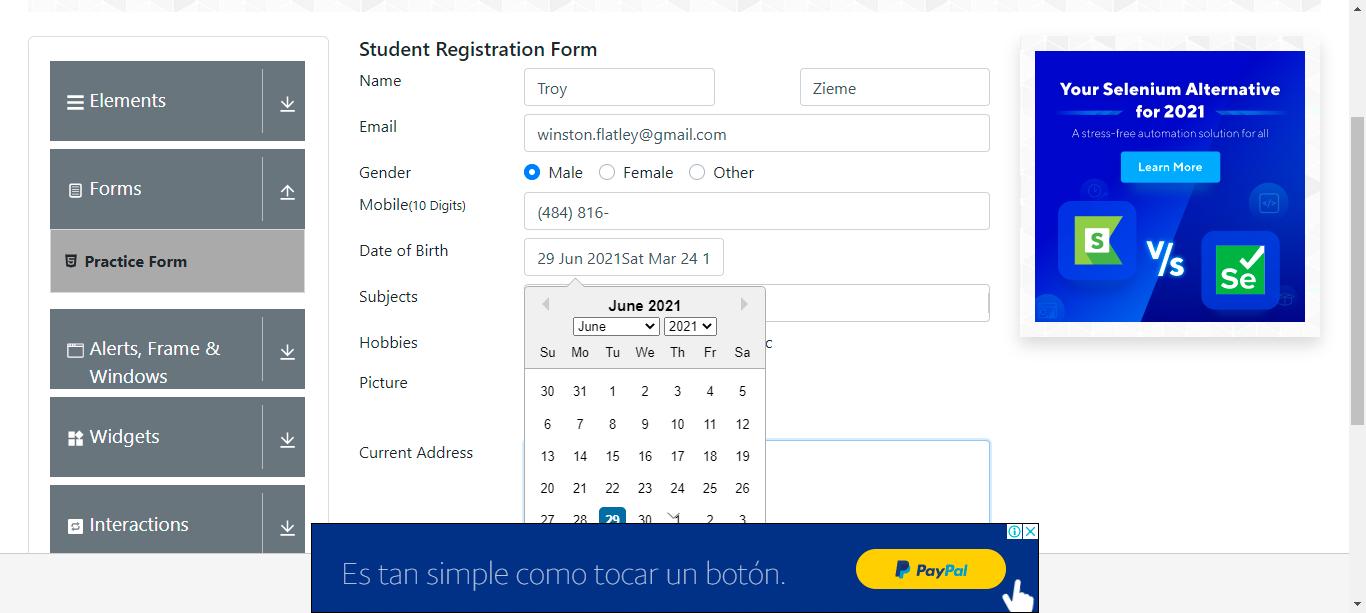 Elements
Forms
Practice Form
Alerts, Frame &
Windows
Widgets
Interactions
Student Registration Form
Name
Troy
Zieme
Email
winston.flatley@gmail.com
Gender
Male
Female
Other
Mobile(10 Digits)
(484) 816-
Date of Birth
29 Jun 2021Sat Mar 24 1
Subjects
Hobbies
c
Picture
Current Address
June 2021
June 2021
Su Mo Tu We Th Fr Sa
30 31 1 2 3 4 5
6 7 8 9 10 11 12
13 14 15 16 17 18 19
20 21 22 23 24 25 26
27 28 29 30 1 2 3
Your Selenium Alternative
for 2021
A stress-free automation solution for all
Learn More
S
V/s
Se
Es tan simple como tocar un botón.
PayPal